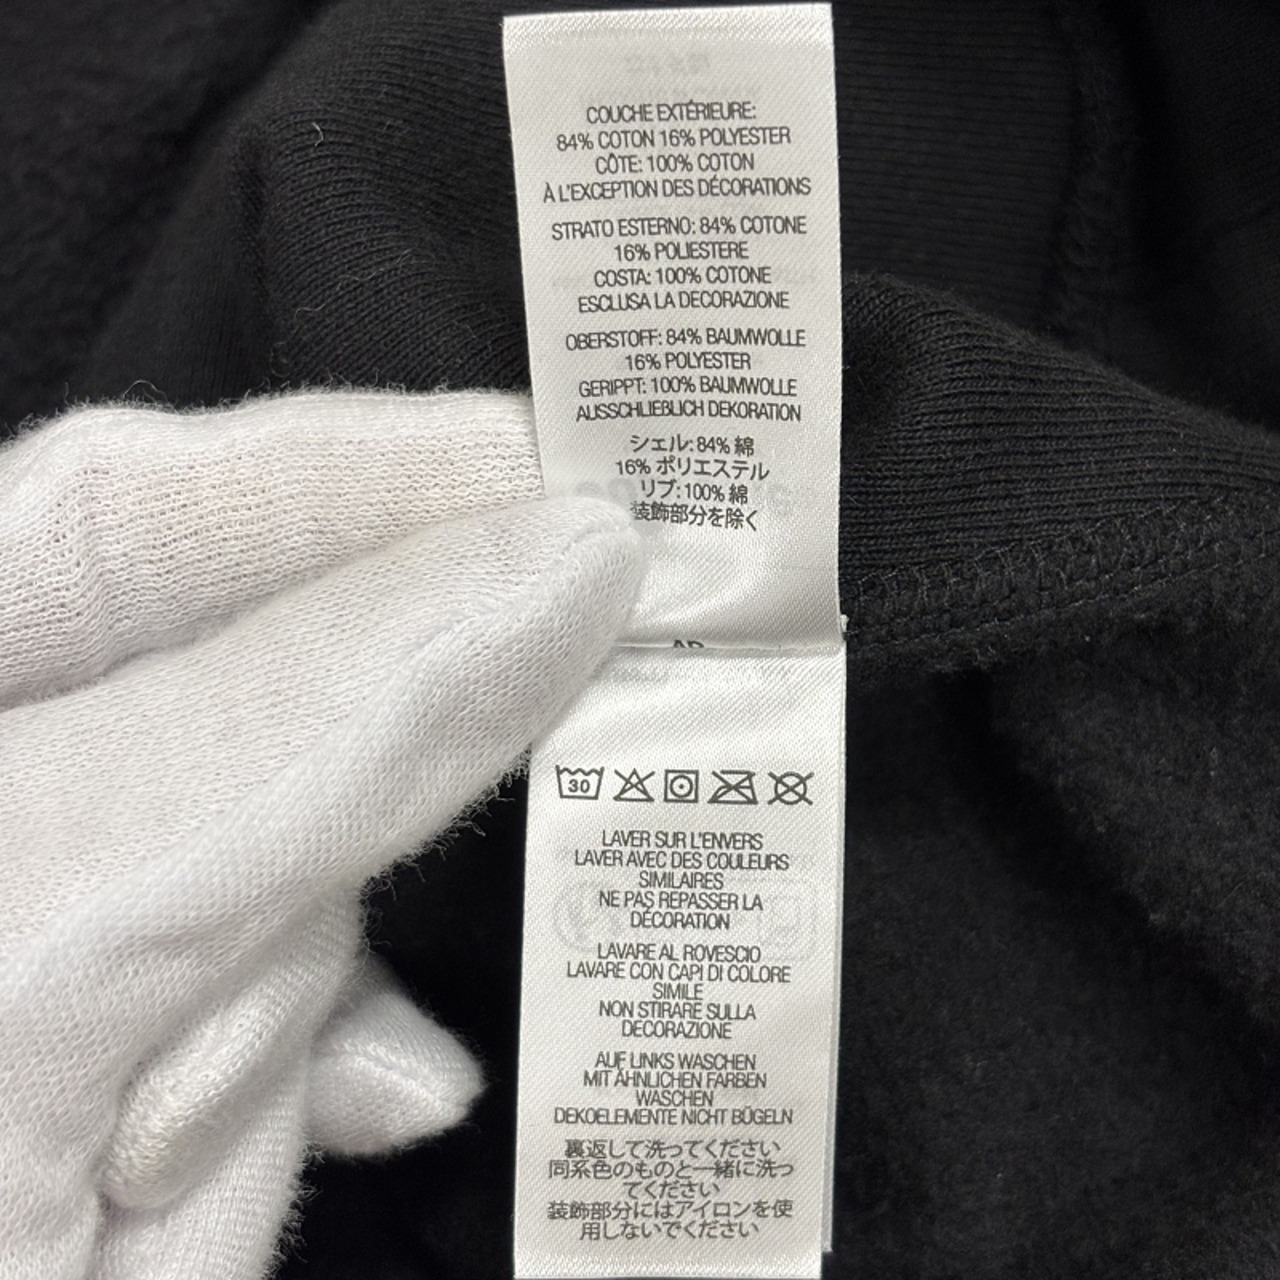 COUCHE EXTÉRIEURE:
84% COTON 16% POLYESTER
CÔTE: 100% COTON
À L'EXCEPTION DES DÉCORATIONS
STRATO ESTERNO: 84% COTONE
16% POLIESTERE
COSTA: 100% COTONE
ESCLUSA LA DECORAZIONE
OBERSTOFF: 84% BAUMWOLLE
16% POLYESTER
GERIPPT: 100% BAUMWOLLE
AUSSCHLIEBLICH DEKORATION
シェル: 84% 綿
16% ポリエステル
リブ: 100% 綿
装飾部分を除く
30
LAVER SUR L'ENVERS
LAVER AVEC DES COULEURS
SIMILAIRES
NE PAS REPASSER LA
DÉCORATION
LAVARE AL ROVESCIO
LAVARE CON CAPI DI COLORE
SIMILE
NON STIRARE SULLA
DECORAZIONE
AUF LINKS WASCHEN
MIT ÄHNLICHEN FARBEN
WASCHEN
DEKOELEMENTE NICHT BÜGELN
裏返して洗ってください
同系色のものと一緒に洗っ
てください
装飾部分にはアイロンを使
用しないでください